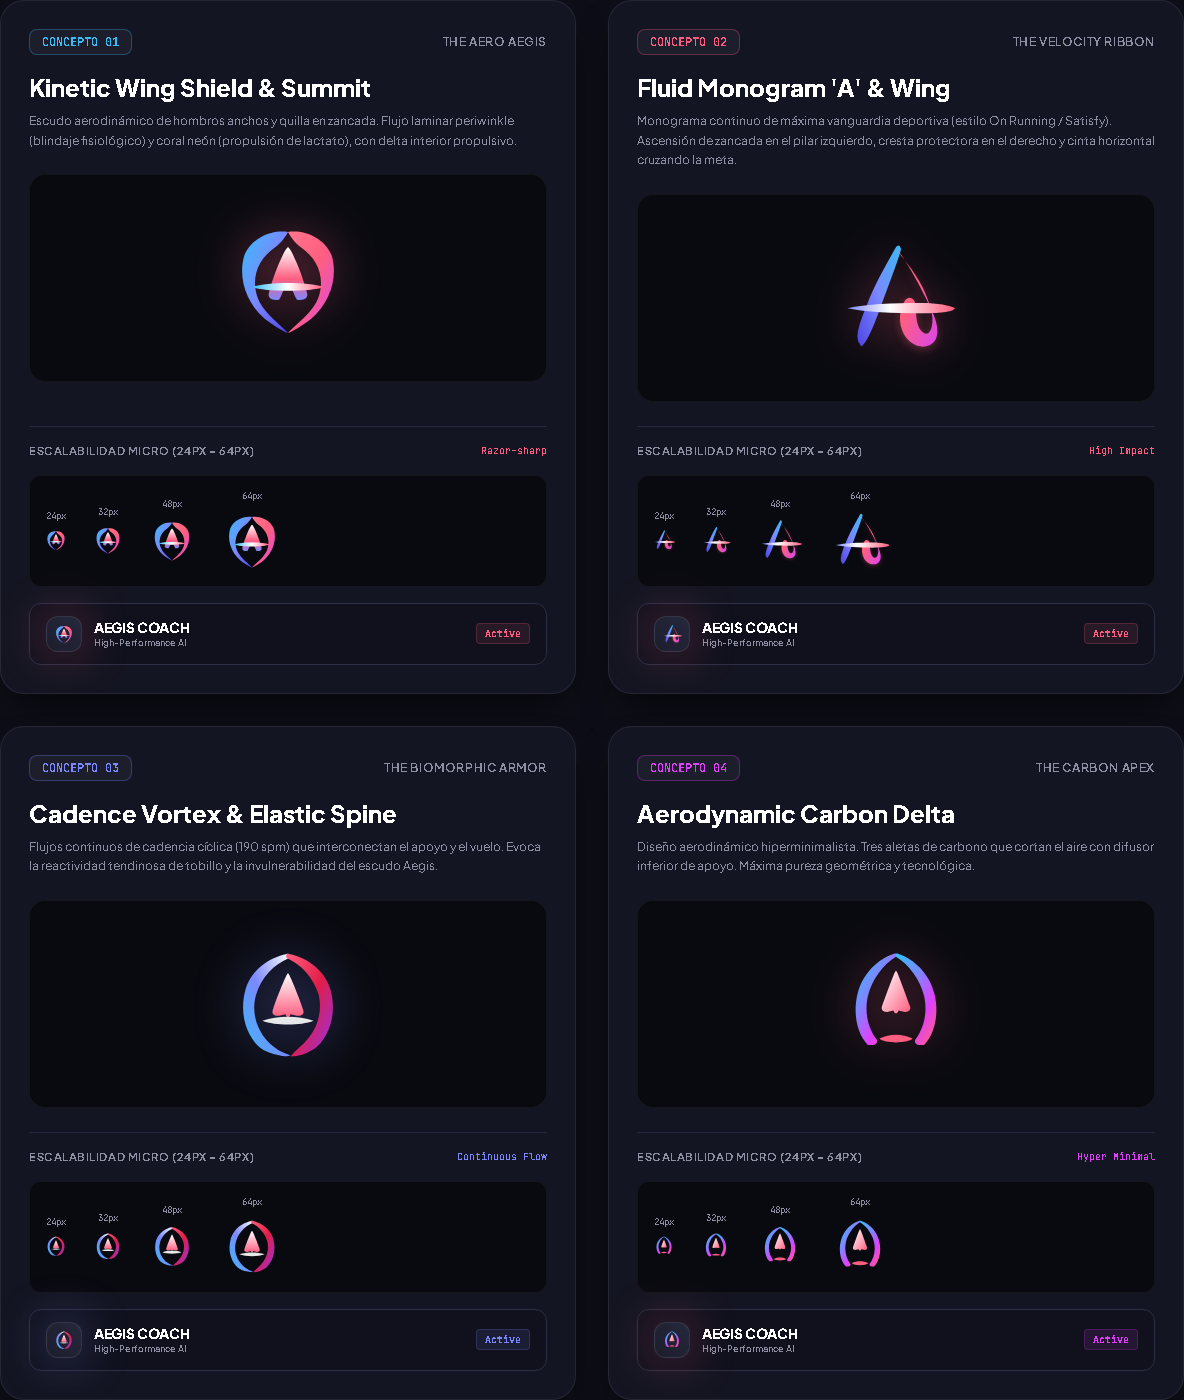 CONCEPTO 01
THE AERO AEGIS
Kinetic Wing Shield & Summit
Escudo aerodinámico de hombros anchos y quilla en zancada. Flujo laminar periwinkle
(blindaje fisiológico) y coral neón (propulsión de lactato), con delta interior propulsivo.
ESCALABILIDAD MICRO (24PX – 64PX)
Razor-sharp
24px
32px
48px
64px
AEGIS COACH
High-Performance AI
Active
CONCEPTO 02
THE VELOCITY RIBBON
Fluid Monogram 'A' & Wing
Monograma continuo de máxima vanguardia deportiva (estilo On Running / Satisfy).
Ascensión de zancada en el pilar izquierdo, cresta protectora en el derecho y cinta horizontal
cruzando la meta.
ESCALABILIDAD MICRO (24PX – 64PX)
High Impact
24px
32px
48px
64px
AEGIS COACH
High-Performance AI
Active
CONCEPTO 03
THE BIOMORPHIC ARMOR
Cadence Vortex & Elastic Spine
Flujos continuos de cadencia cíclica (190 spm) que interconectan el apoyo y el vuelo. Evoca
la reactividad tendinosa de tobillo y la invulnerabilidad del escudo Aegis.
ESCALABILIDAD MICRO (24PX – 64PX)
Continuous Flow
24px
32px
48px
64px
AEGIS COACH
High-Performance AI
Active
CONCEPTO 04
THE CARBON APEX
Aerodynamic Carbon Delta
Diseño aerodinámico hiperminimalista. Tres aletas de carbono que cortan el aire con difusor
inferior de apoyo. Máxima pureza geométrica y tecnológica.
ESCALABILIDAD MICRO (24PX – 64PX)
Hyper Minimal
24px
32px
48px
64px
AEGIS COACH
High-Performance AI
Active